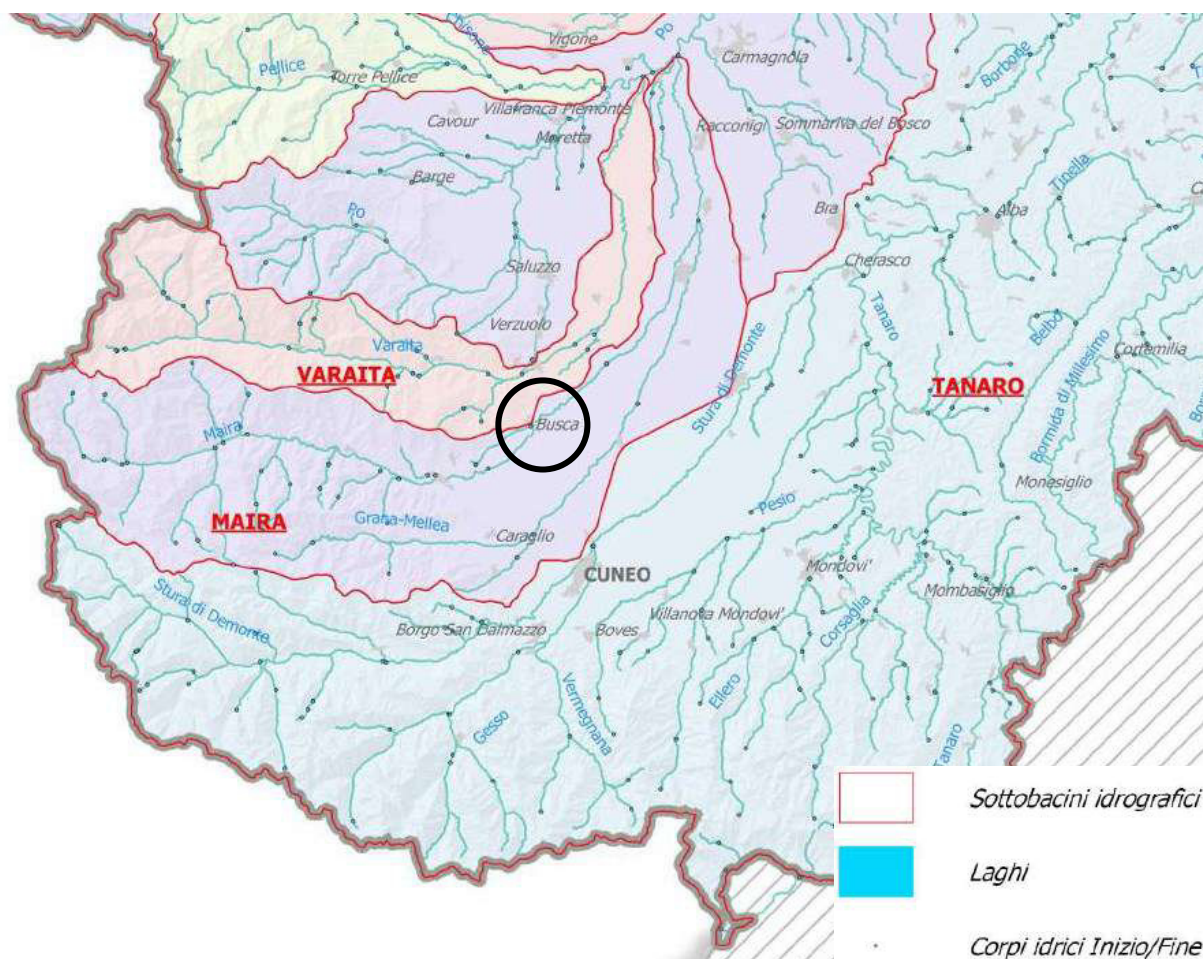 Chisone
Vigone
Po
Carmagnola
Borbone
Pellice
Torre Pellice
Villafranca Piemonte
Cavour
Moretta
Racconigi
Sommariva del Bosco
Tinella
Barge
Bra
Alba
Po
Saluzzo
Cherasco
Verzuolo
Tanaro
Belbo
Varaita
Cortemilia
VARAITA
Stura di Demonte
TANARO
Bormida di Millesimo
Busca
Maira
Monesiglio
Pesio
MAIRA
Grana-Mellea
Caraglio
CUNEO
Mondovi'
Mombasiglio
Stura di Demonte
Villanova Mondovi'
Corsaglia
Borgo San Dalmazzo
Boves
Ellero
Vermegnana
Gesso
Tanaro
Sottobacini idrografici
Laghi
Corpi idrici Inizio/Fine